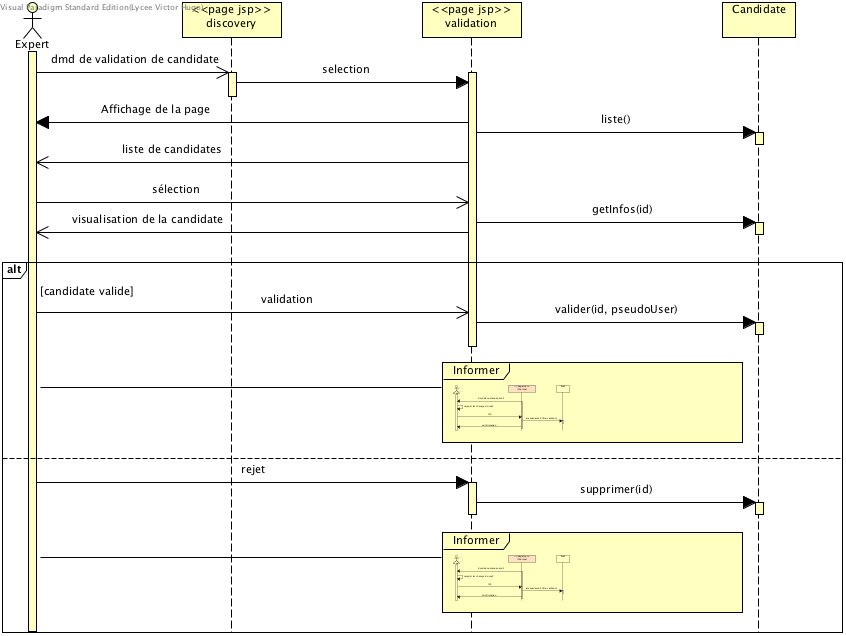 Visual Paradigm Standard Edition(Lycee Victor Hugo)
<<page jsp>>
discovery
<<page jsp>>
validation
Candidate
Expert
dmd de validation de candidate
selection
Affichage de la page
liste()
liste de candidates
sélection
getInfos(id)
visualisation de la candidate
alt
[candidate valide]
validation
valider(id, pseudoUser)
Informer
rejet
supprimer(id)
Informer